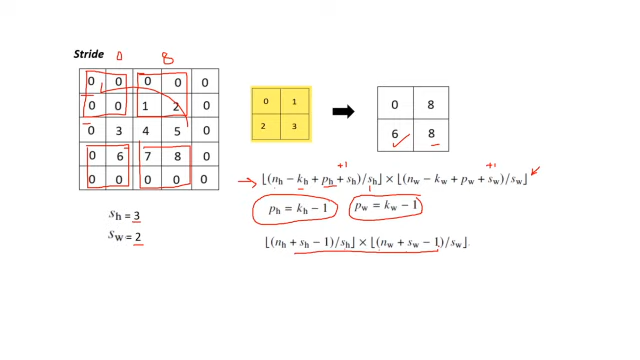 Stride 0 8
0 0 0 0 0
0 0 1 2 0
0 3 4 5 0
0 6 7 8 0
0 0 0 0 0
0 1
2 3
0 8
6 8
+1 +1
⌊(nh − kh + ph + sh)/sh⌋ × ⌊(nw − kw + pw + sw)/sw⌋
1
ph = kh − 1 pw = kw − 1
sh = 3
sw = 2
⌊(nh + sh − 1)/sh⌋ × ⌊(nw + sw − 1)/sw⌋.